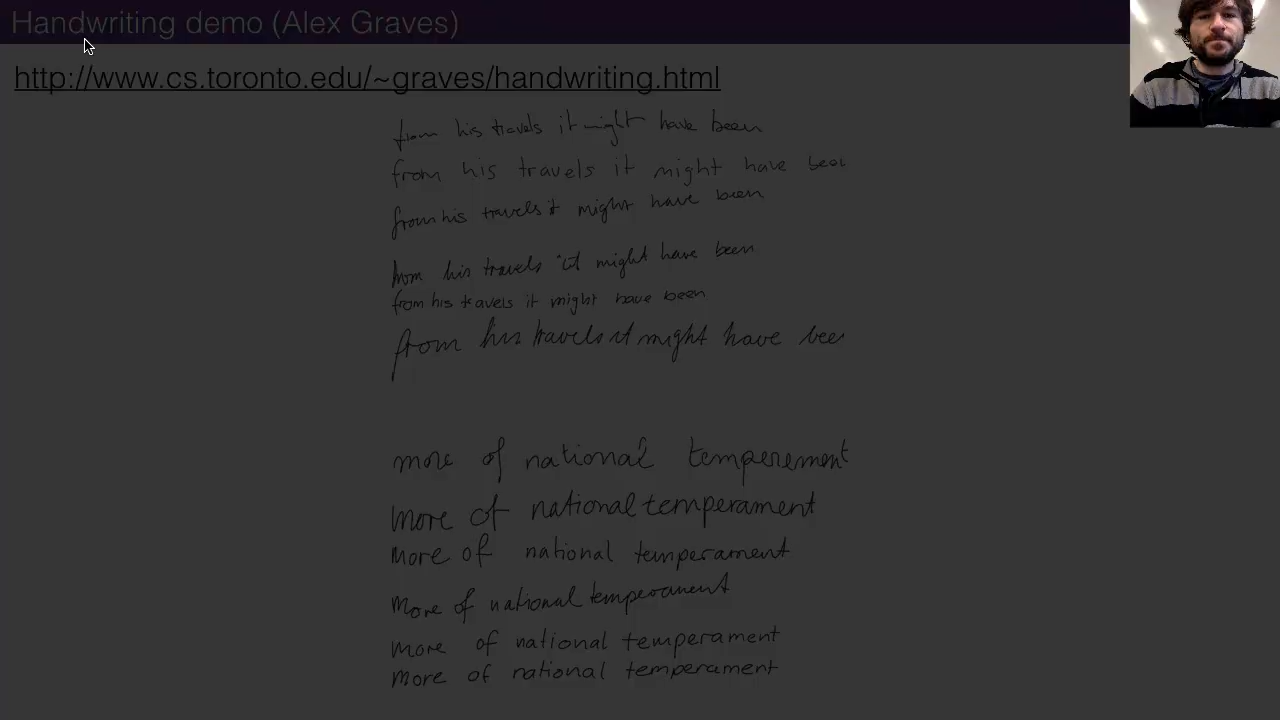 Handwriting demo (Alex Graves)
http://www.cs.toronto.edu/~graves/handwriting.html
from his travels it might have been
from his travels it might have been
from his travels it might have been
from his travels it might have been
from his travels it might have been
from his travels it might have bee
more of national temperement
more of national temperament
more of national temperament
more of national temperament
more of national temperament
more of national temperament